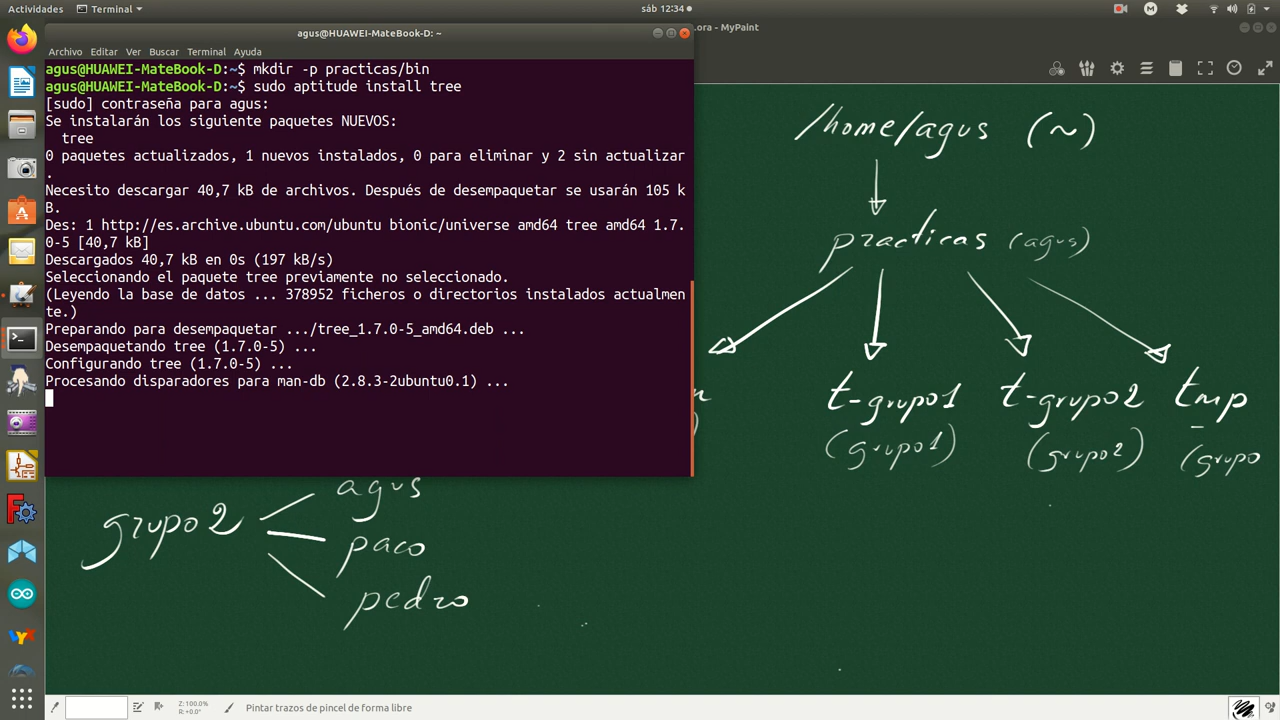 Actividades
Terminal
sáb 12:34
agus@HUAWEI-MateBook-D: ~
.ora - MyPaint
Archivo Editar Ver Buscar Terminal Ayuda
agus@HUAWEI-MateBook-D:~$ mkdir -p practicas/bin
agus@HUAWEI-MateBook-D:~$ sudo aptitude install tree
[sudo] contraseña para agus:
Se instalarán los siguiente paquetes NUEVOS:
tree
0 paquetes actualizados, 1 nuevos instalados, 0 para eliminar y 2 sin actualizar
.
Necesito descargar 40,7 kB de archivos. Después de desempaquetar se usarán 105 k
B.
Des: 1 http://es.archive.ubuntu.com/ubuntu bionic/universe amd64 tree amd64 1.7.
0-5 [40,7 kB]
Descargados 40,7 kB en 0s (197 kB/s)
Seleccionando el paquete tree previamente no seleccionado.
(Leyendo la base de datos ... 378952 ficheros o directorios instalados actualmen
te.)
Preparando para desempaquetar .../tree_1.7.0-5_amd64.deb ...
Desempaquetando tree (1.7.0-5) ...
Configurando tree (1.7.0-5) ...
Procesando disparadores para man-db (2.8.3-2ubuntu0.1) ...
/home/agus (~)
practicas (agus)
t-grupo1 t-grupo2 tmp
(grupo1) (grupo2) (grupo
grupo2
agus
paco
pedro
Z: 100.0%
R: +0.0°
Pintar trazos de pincel de forma libre